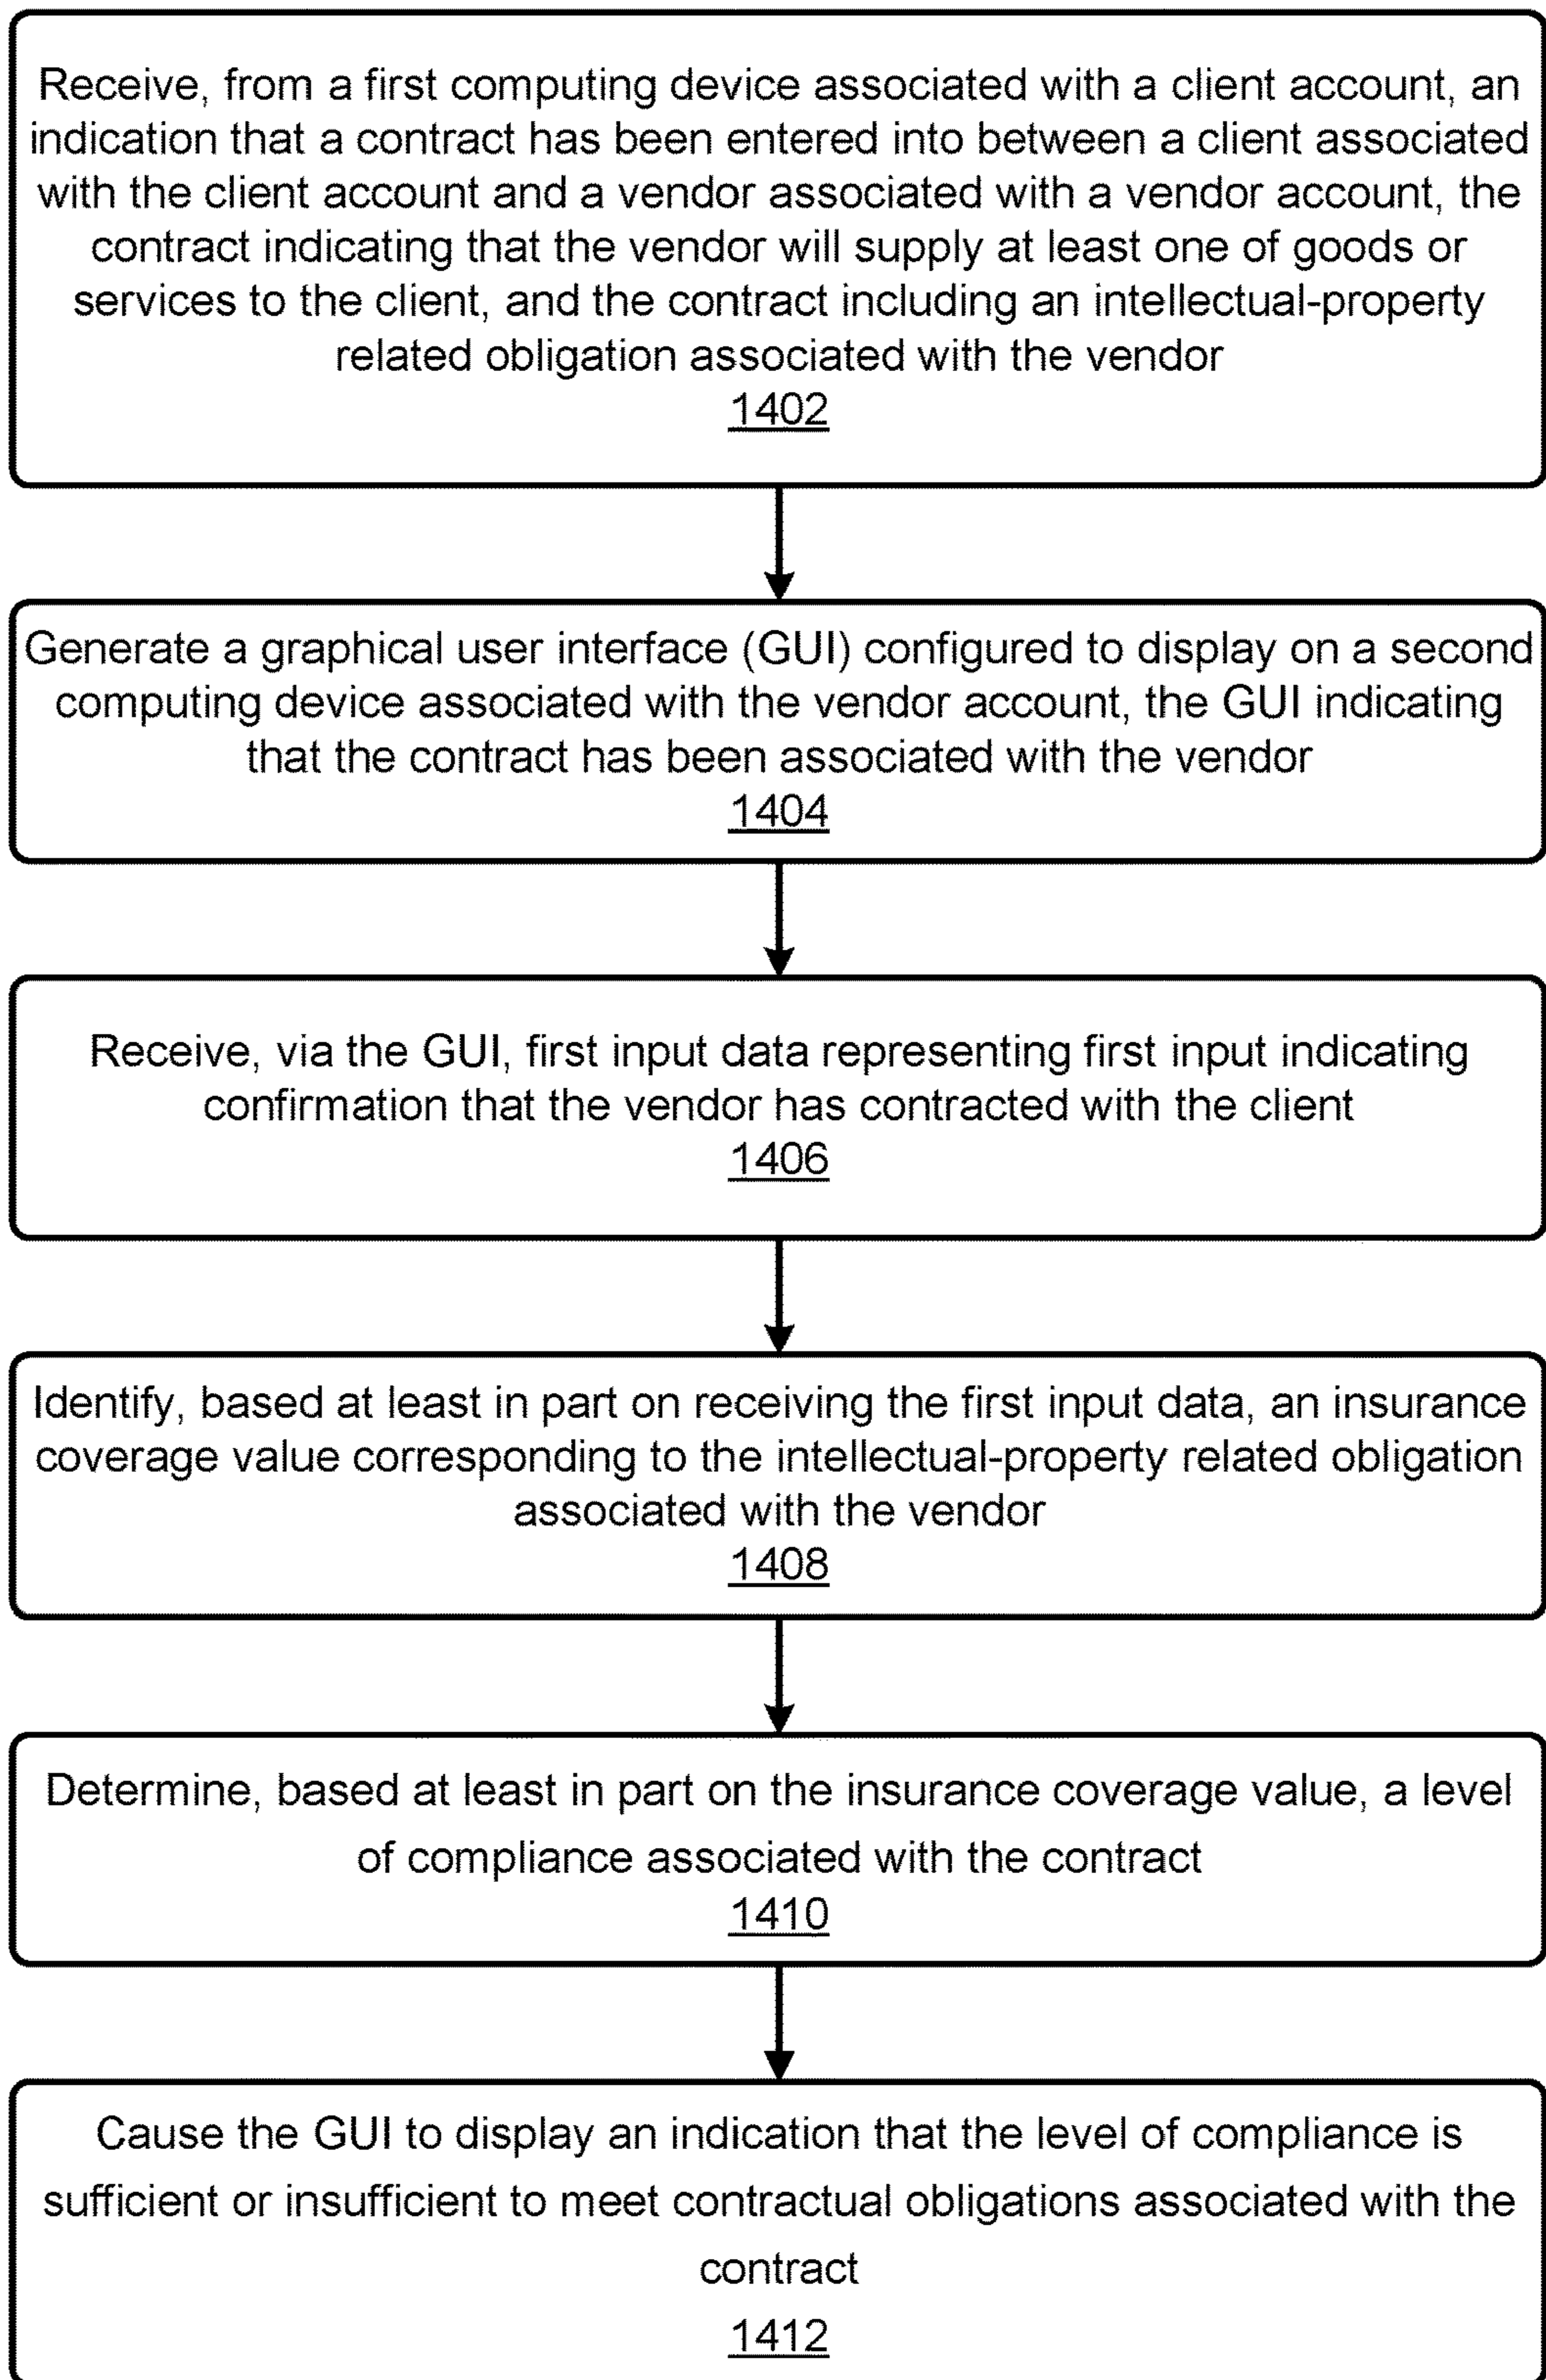 Receive, from a first computing device associated with a client account, an
indication that a contract has been entered into between a client associated
with the client account and a vendor associated with a vendor account, the
contract indicating that the vendor will supply at least one of goods or
services to the client, and the contract including an intellectual-property
related obligation associated with the vendor
1402
Generate a graphical user interface (GUI) configured to display on a second
computing device associated with the vendor account, the GUI indicating
that the contract has been associated with the vendor
1404
Receive, via the GUI, first input data representing first input indicating
confirmation that the vendor has contracted with the client
1406
Identify, based at least in part on receiving the first input data, an insurance
coverage value corresponding to the intellectual-property related obligation
associated with the vendor
1408
Determine, based at least in part on the insurance coverage value, a level
of compliance associated with the contract
1410
Cause the GUI to display an indication that the level of compliance is
sufficient or insufficient to meet contractual obligations associated with the
contract
1412